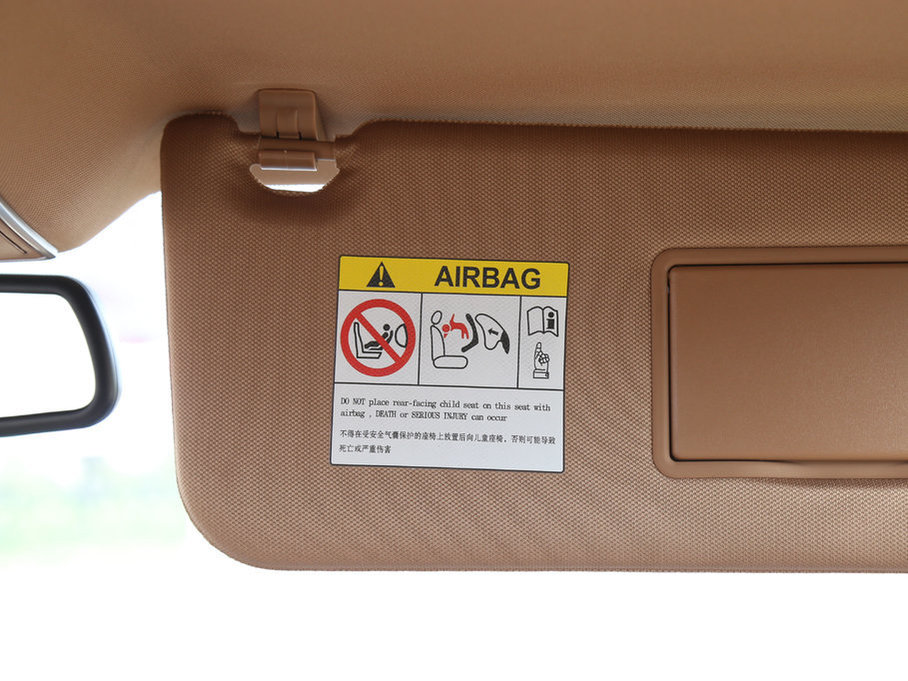 AIRBAG
DO NOT place rear-facing child seat on this seat with
airbag , DEATH or SERIOUS INJURY can occur
不得在受安全气囊保护的座椅上放置后向儿童座椅，否则可能导致
死亡或严重伤害